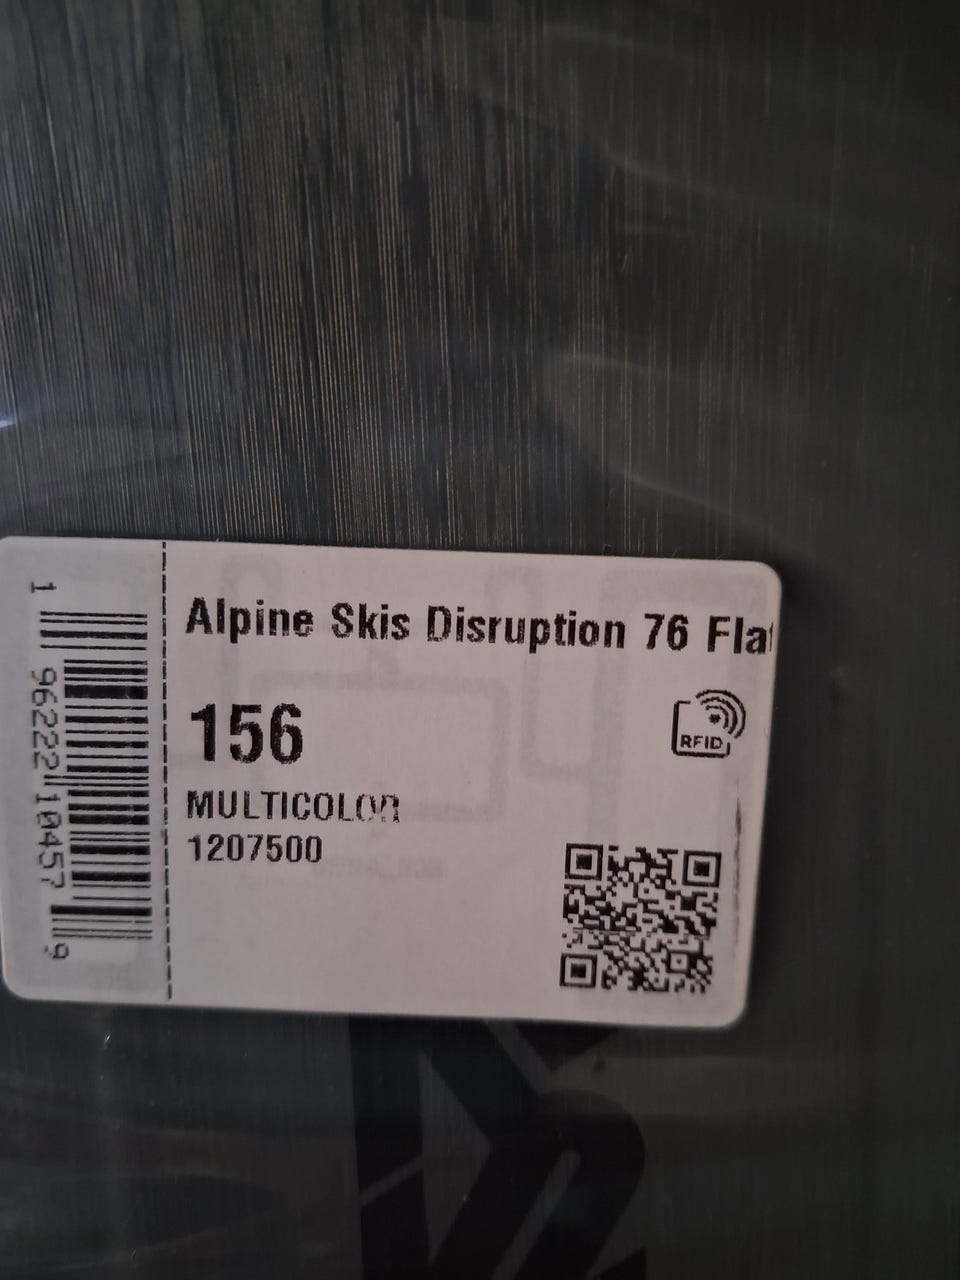 Alpine Skis Disruption 76 Flat
156
RFID
MULTICOLOR
1207500
1 96222 10457 9